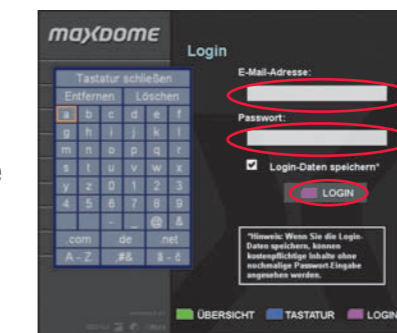 maxdome
Login
Tastatur schließen
Entfernen Löschen
a b c d e f
g h i j k l
m n o p q r
s t u v w x
y z 0 1 2 3
4 5 6 7 8 9
- _ @ &
.com .de .net
A - Z .#&
E-Mail-Adresse:
Passwort:
Login-Daten speichern*
LOGIN
*Hinweis: Wenn Sie die Login-
Daten speichern, können
kostenpflichtige Inhalte ohne
nochmalige Passwort-Eingabe
angesehen werden.
ÜBERSICHT TASTATUR LOGIN
e